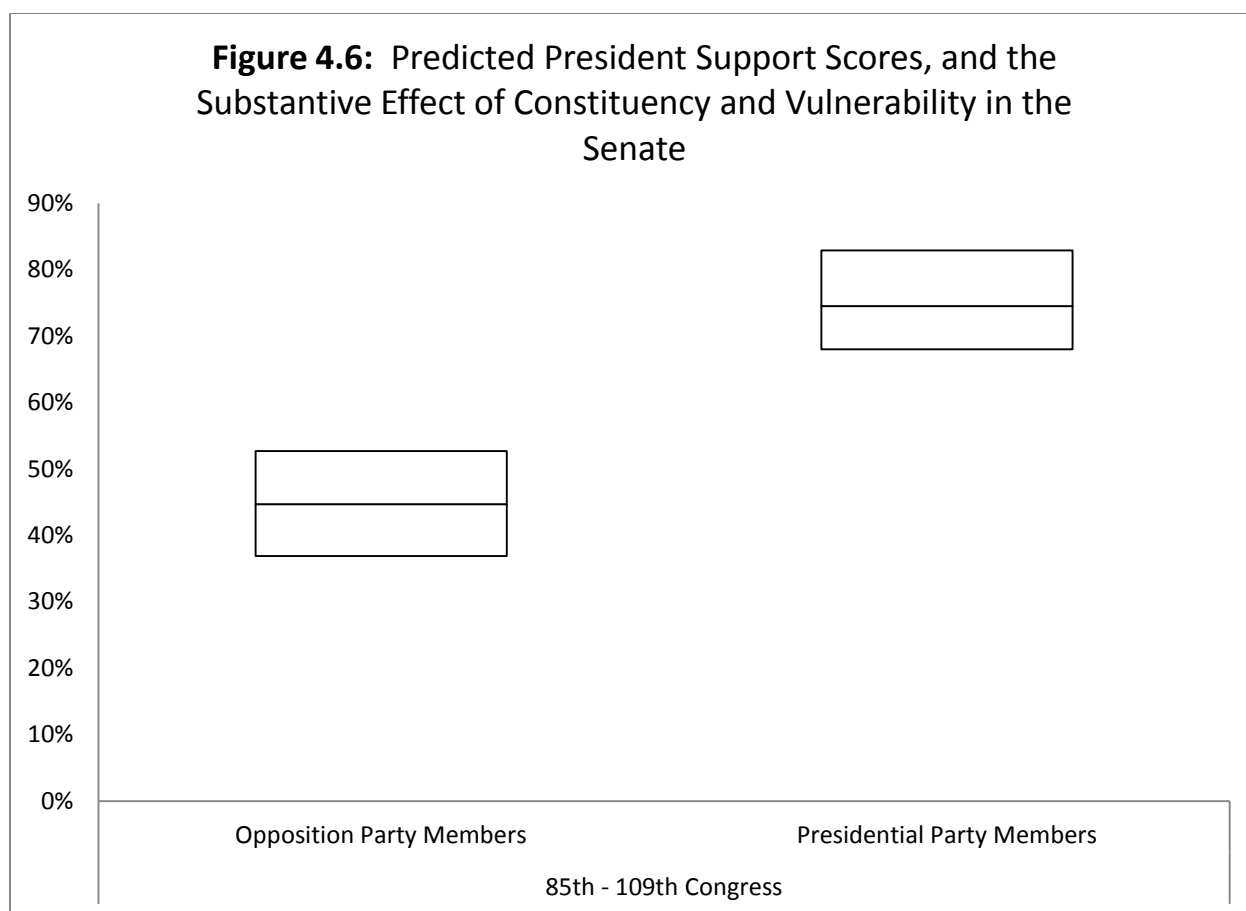 Figure 4.6: Predicted President Support Scores, and the
Substantive Effect of Constituency and Vulnerability in the
Senate
90%
80%
70%
60%
50%
40%
30%
20%
10%
0%
Opposition Party Members
Presidential Party Members
85th - 109th Congress